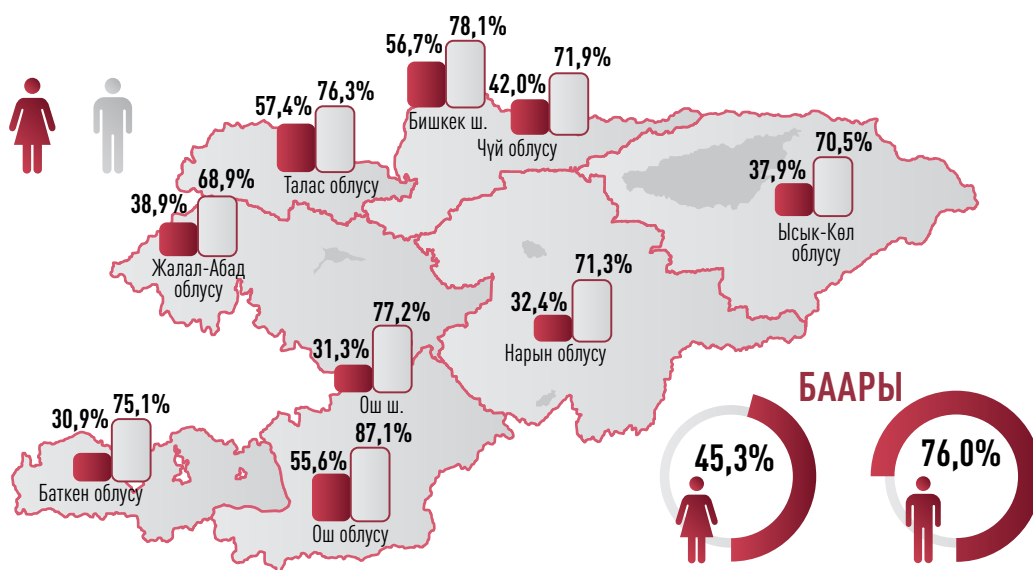 56,7% 78,1%
Бишкек ш.
42,0% 71,9%
Чүй облусу
57,4% 76,3%
Талас облусу
37,9% 70,5%
Ысык-Көл
облусу
38,9% 68,9%
Жалал-Абад
облусу
32,4% 71,3%
Нарын облусу
31,3% 77,2%
Ош ш.
30,9% 75,1%
Баткен облусу
55,6% 87,1%
Ош облусу
БААРЫ
45,3%
76,0%